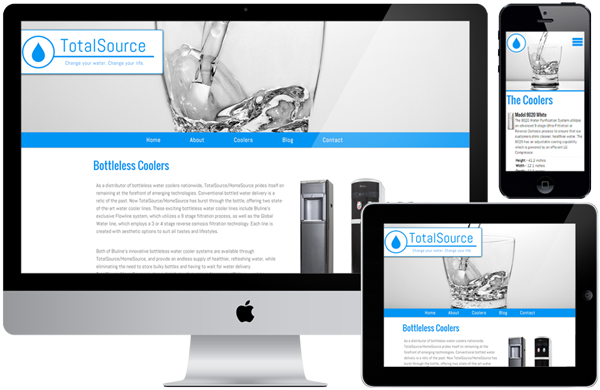 TotalSource
Change your water. Change your life.
Home About Coolers Blog Contact
Bottleless Coolers
As a distributor of bottleless water coolers nationwide, TotalSource/HomeSource prides itself on
remaining at the forefront of emerging technologies. Conventional bottled water delivery is a
relic of the past. Now TotalSource/HomeSource has burst through the bottle, offering two state
of the art water cooler lines. These exciting bottleless water cooler lines include Bluline's
exclusive Flowline system, which utilizes a 9 stage filtration process, as well as the Global
Water line, which employs a 3 or 4 stage reverse osmosis filtration technology. Each line is
created with aesthetic options to suit all tastes and lifestyles.
Both of Bluline's innovative bottleless water cooler systems are available through
TotalSource/HomeSource, and provide an endless supply of healthier, refreshing water, while
eliminating the need to store bulky bottles and having to wait for water delivery.
The Coolers
Model 8020 White
The 8020 Water Purification System utilizes
an advanced 9 stage Ultra Filtration or
Reverse Osmosis process to ensure that our
customers drink cleaner, healthier water. The
8020 has an adjustable cooling capability
which is powered by an efficient LG
Compressor.
Height - 41.2 inches
Width - 12.2 inches
TotalSource
Change your water. Change your life.
Home About Coolers Blog Contact
Bottleless Coolers
As a distributor of bottleless water coolers nationwide,
TotalSource/HomeSource prides itself on remaining at the forefront
of emerging technologies. Conventional bottled water
delivery is a relic of the past. Now TotalSource/HomeSource has
burst through the bottle, offering two state of the art water cooler